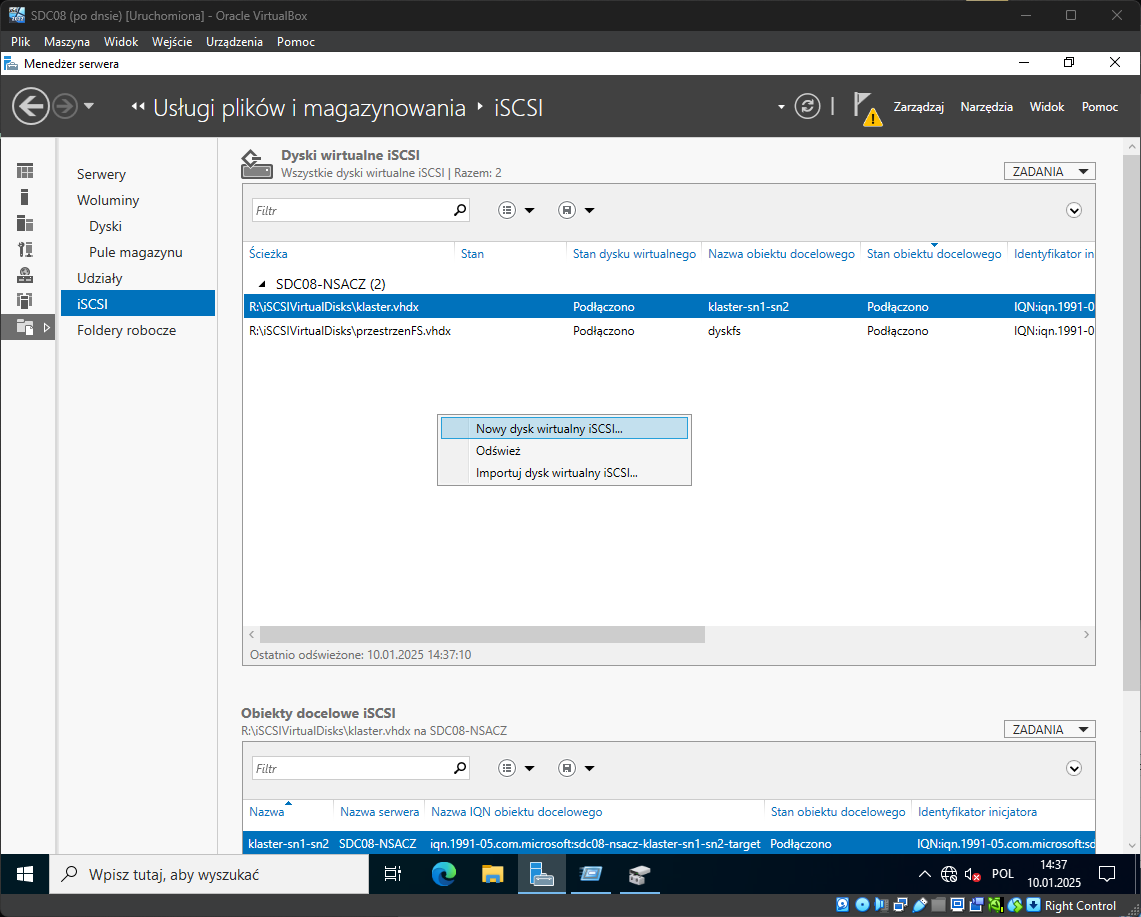 SDC08 (po dnsie) [Uruchomiona] - Oracle VirtualBox
Plik Maszyna Widok Wejście Urządzenia Pomoc
Menedżer serwera
Usługi plików i magazynowania iSCSI
Zarządzaj Narzędzia Widok Pomoc
Serwery
Woluminy
Dyski
Pule magazynu
Udziały
iSCSI
Foldery robocze
Dyski wirtualne iSCSI
Wszystkie dyski wirtualne iSCSI | Razem: 2
ZADANIA
Filtr
Ścieżka Stan Stan dysku wirtualnego Nazwa obiektu docelowego Stan obiektu docelowego Identyfikator in
SDC08-NSACZ (2)
R:\iSCSIVirtualDisks\klaster.vhdx Podłączono klaster-sn1-sn2 Podłączono IQN:iqn.1991-0
R:\iSCSIVirtualDisks\przestrzenFS.vhdx Podłączono dyskfs Podłączono IQN:iqn.1991-0
Nowy dysk wirtualny iSCSI...
Odśwież
Importuj dysk wirtualny iSCSI...
Ostatnio odświeżone: 10.01.2025 14:37:10
Obiekty docelowe iSCSI
R:\iSCSIVirtualDisks\klaster.vhdx na SDC08-NSACZ
ZADANIA
Filtr
Nazwa Nazwa serwera Nazwa IQN obiektu docelowego Stan obiektu docelowego Identyfikator inicjatora
klaster-sn1-sn2 SDC08-NSACZ iqn.1991-05.com.microsoft:sdc08-nsacz-klaster-sn1-sn2-target Podłączono IQN:iqn.1991-05.com.microsoft:sd
Wpisz tutaj, aby wyszukać
POL
14:37
10.01.2025
Right Control